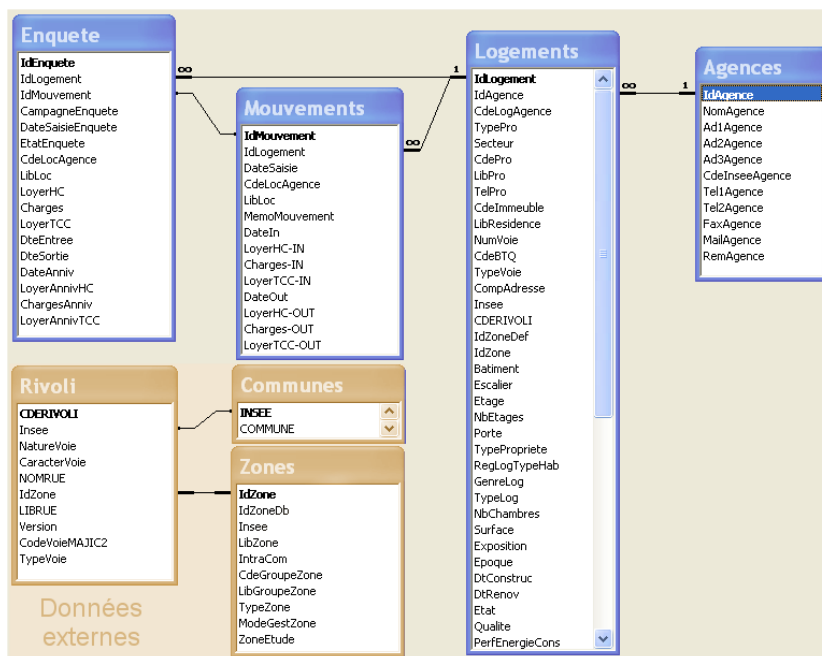 Enquete
IdEnquete
IdLogement
IdMouvement
CampagneEnquete
DateSaisieEnquete
EtatEnquete
CdeLocAgence
LibLoc
LoyerHC
Charges
LoyerTCC
DteEntree
DteSortie
DateAnniv
LoyerAnnivHC
ChargesAnniv
LoyerAnnivTCC
∞
1
Mouvements
IdMouvement
IdLogement
DateSaisie
CdeLocAgence
LibLoc
MemoMouvement
DateIn
LoyerHC-IN
Charges-IN
LoyerTCC-IN
DateOut
LoyerHC-OUT
Charges-OUT
LoyerTCC-OUT
∞
Logements
IdLogement
IdAgence
CdeLogAgence
TypePro
Secteur
CdePro
LibPro
TelPro
CdeImmeuble
LibResidence
NumVoie
CdeBTQ
TypeVoie
CompAdresse
Insee
CDERIVOLI
IdZoneDef
IdZone
Batiment
Escalier
Etage
NbEtages
Porte
TypePropriete
RegLogTypeHab
GenreLog
TypeLog
NbChambres
Surface
Exposition
Epoque
DtConstruc
DtRenov
Etat
Qualite
PerfEnergieCons
∞
1
Agences
IdAgence
NomAgence
Ad1Agence
Ad2Agence
Ad3Agence
CdeInseeAgence
Tel1Agence
Tel2Agence
FaxAgence
MailAgence
RemAgence
Rivoli
CDERIVOLI
Insee
NatureVoie
CaracterVoie
NOMRUE
IdZone
LIBRUE
Version
CodeVoieMAJIC2
TypeVoie
Communes
INSEE
COMMUNE
Zones
IdZone
IdZoneDb
Insee
LibZone
IntraCom
CdeGroupeZone
LibGroupeZone
TypeZone
ModeGestZone
ZoneEtude
Données
externes